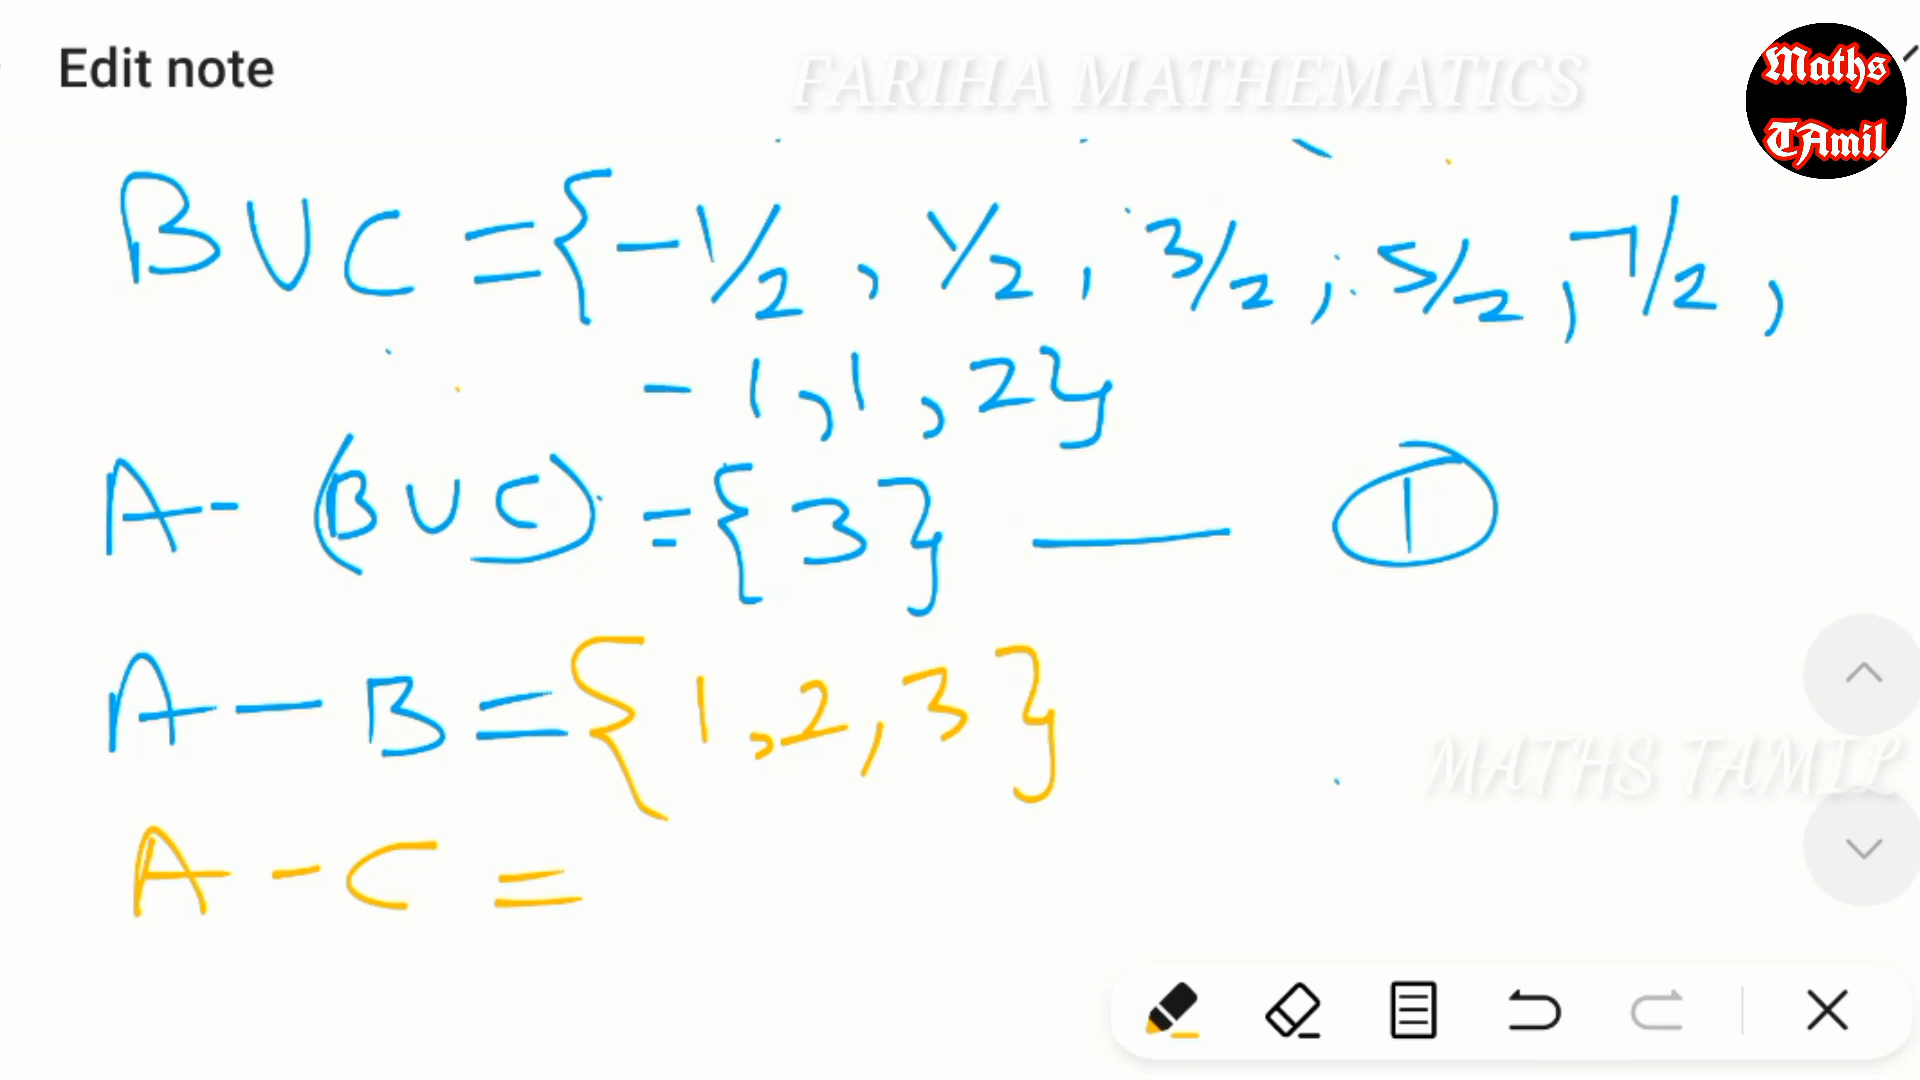 Edit note
FARIHA MATHEMATICS
Maths
TAmil
B ∪ C = {-1/2, 1/2, 3/2, 5/2, 7/2,
-1, 1, 2}
A - (B ∪ C) = {3} — ①
A - B = {1, 2, 3}
MATHS TAMIL
A - C =